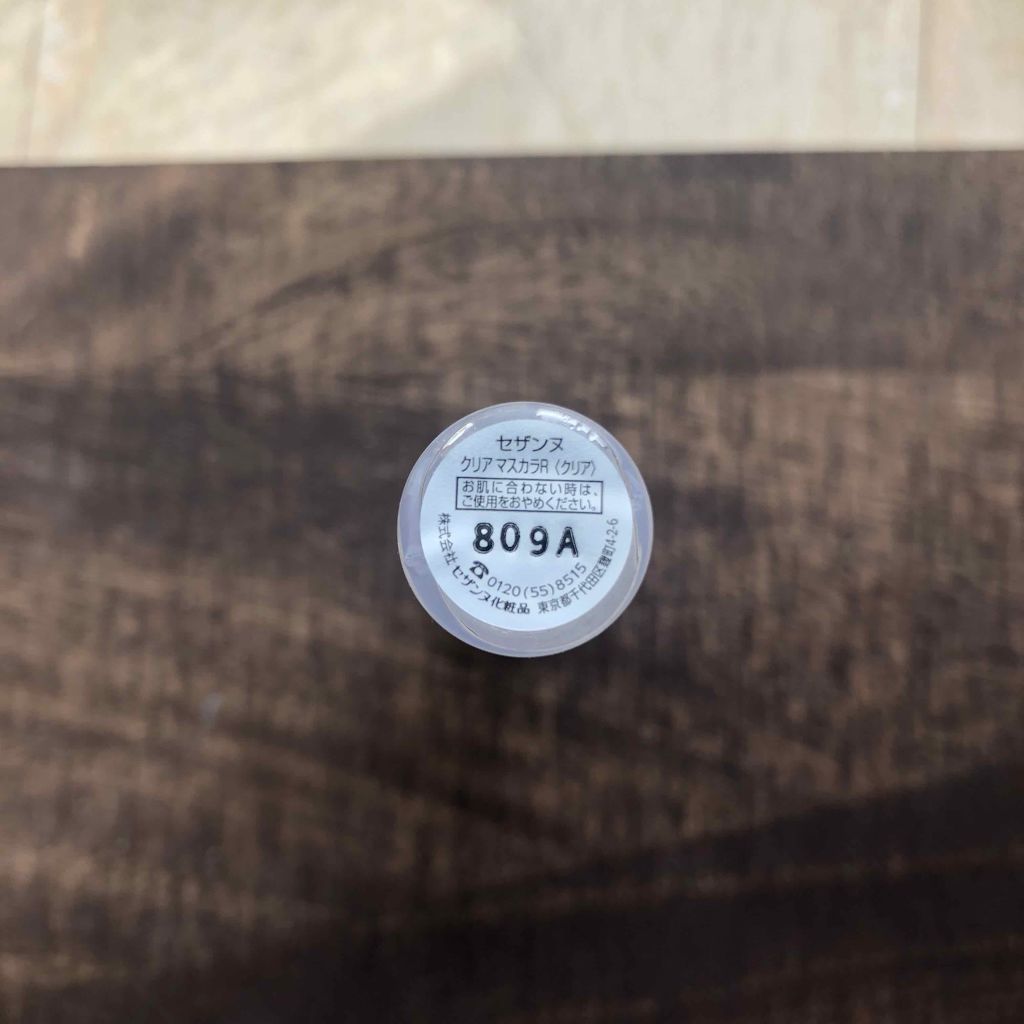 セザンヌ
クリア マスカラR〈クリア〉
お肌に合わない時は、
ご使用をおやめください。
809A
☎0120(55)8515
株式会社 セザンヌ化粧品 東京都千代田区麹町4-2-6